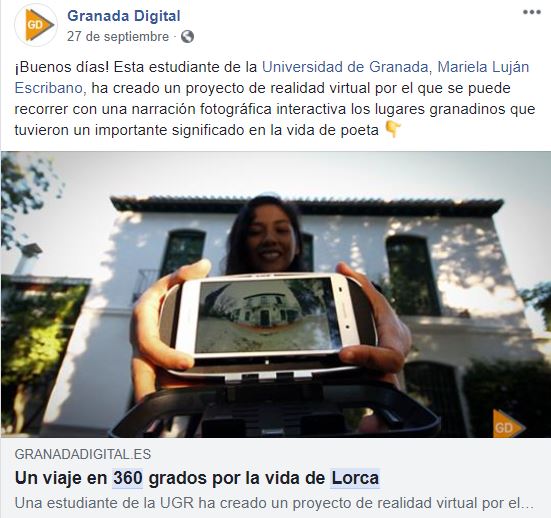 GD
Granada Digital
27 de septiembre ·
¡Buenos días! Esta estudiante de la Universidad de Granada, Mariela Luján
Escribano, ha creado un proyecto de realidad virtual por el que se puede
recorrer con una narración fotográfica interactiva los lugares granadinos que
tuvieron un importante significado en la vida de poeta
GD
GRANADADIGITAL.ES
Un viaje en 360 grados por la vida de Lorca
Una estudiante de la UGR ha creado un proyecto de realidad virtual por el...